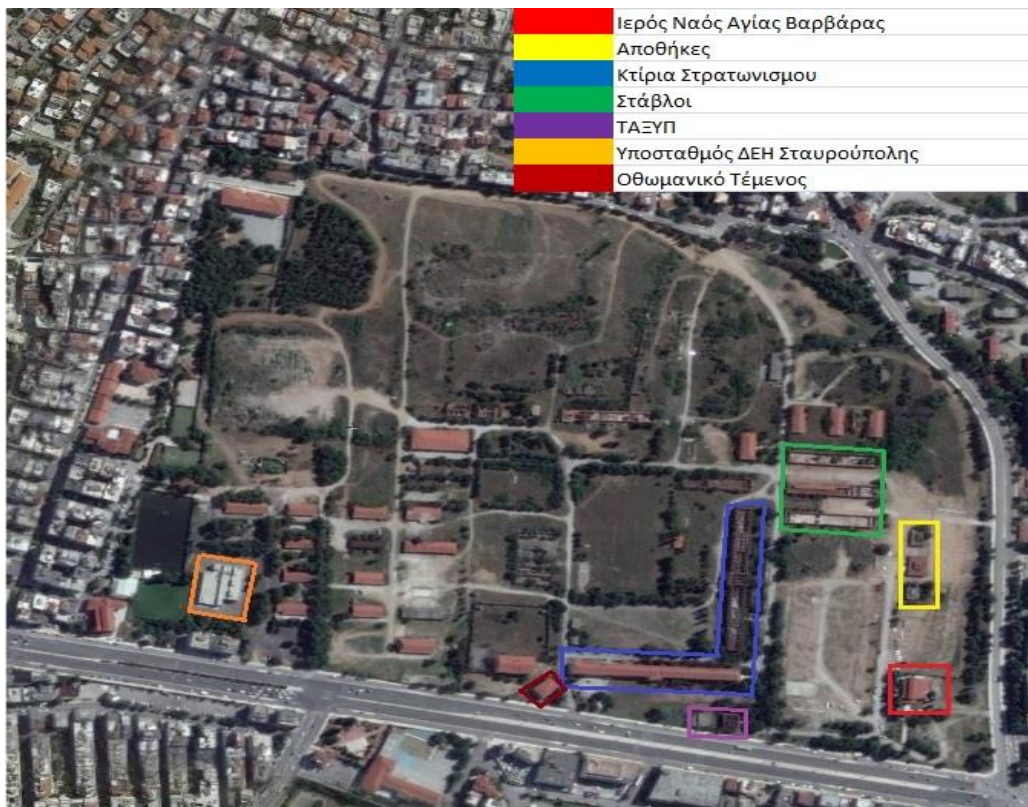 Ιερός Ναός Αγίας Βαρβάρας
Αποθήκες
Κτίρια Στρατωνισμου
Στάβλοι
ΤΑΞΥΠ
Υποσταθμός ΔΕΗ Σταυρούπολης
Οθωμανικό Τέμενος